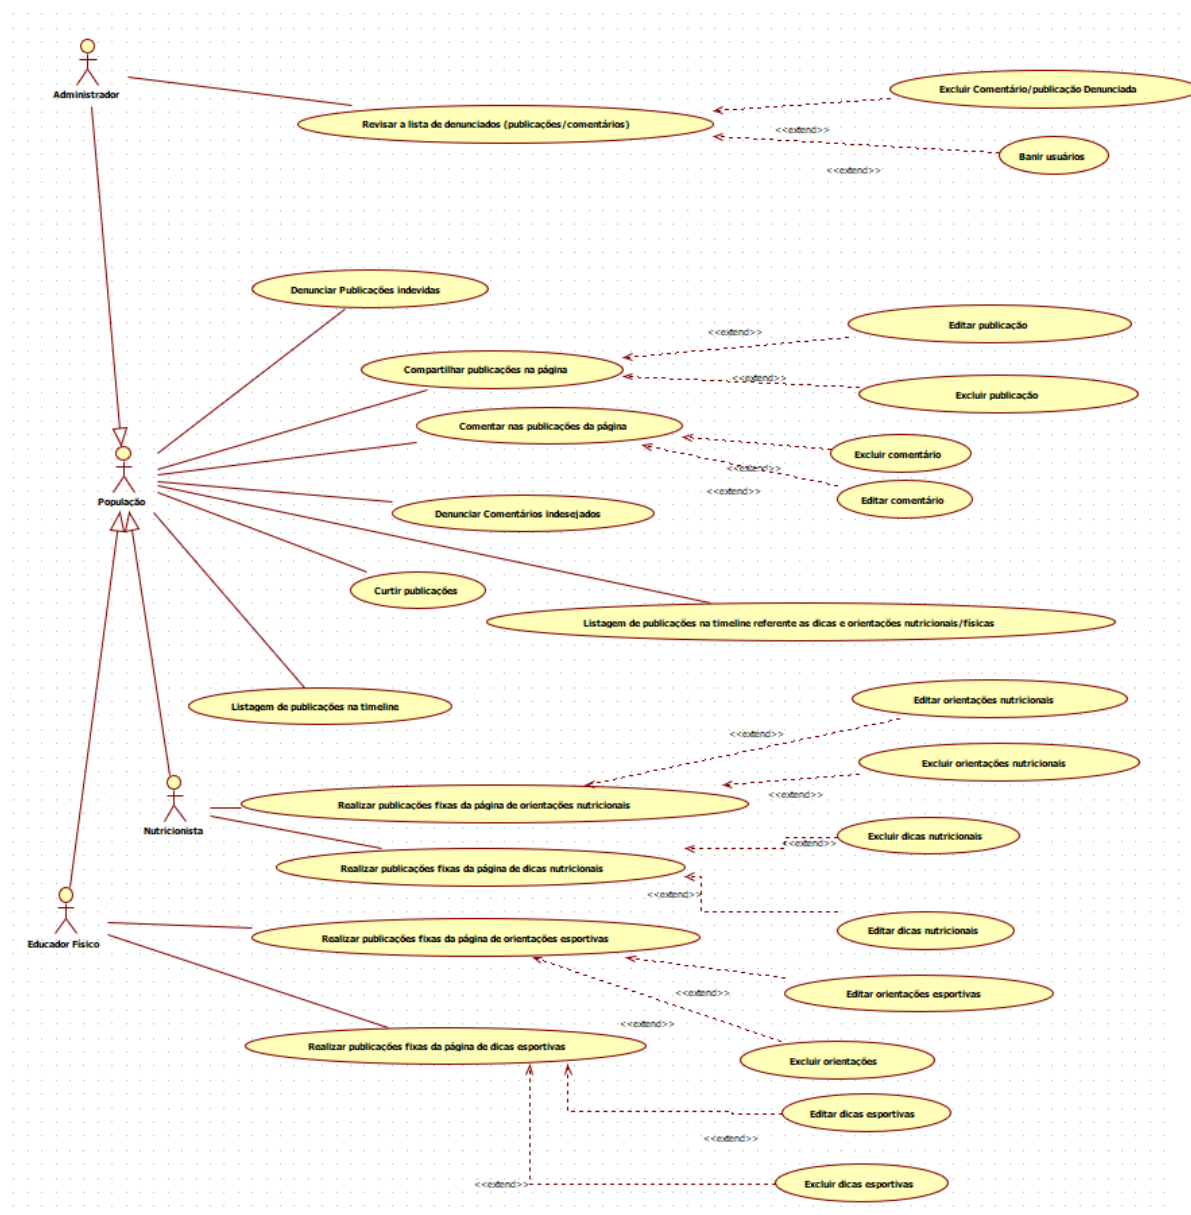 Administrador
Excluir Comentário/publicação Denunciada
Revisar a lista de denunciados (publicações/comentários)
<<extend>>
Banir usuários
<<extend>>
Denunciar Publicações indevidas
Editar publicação
<<extend>>
Compartilhar publicações na página
<<extend>>
Excluir publicação
Comentar nas publicações da página
Excluir comentário
<<extend>>
<<extend>>
Editar comentário
População
Denunciar Comentários indesejados
Curtir publicações
Listagem de publicações na timeline referente as dicas e orientações nutricionais/físicas
Listagem de publicações na timeline
Editar orientações nutricionais
<<extend>>
Excluir orientações nutricionais
<<extend>>
Realizar publicações fixas da página de orientações nutricionais
Nutricionista
Excluir dicas nutricionais
<<extend>>
Realizar publicações fixas da página de dicas nutricionais
<<extend>>
Editar dicas nutricionais
Educador Físico
Realizar publicações fixas da página de orientações esportivas
Editar orientações esportivas
<<extend>>
<<extend>>
Realizar publicações fixas da página de dicas esportivas
Excluir orientações
Editar dicas esportivas
<<extend>>
<<extend>>
Excluir dicas esportivas